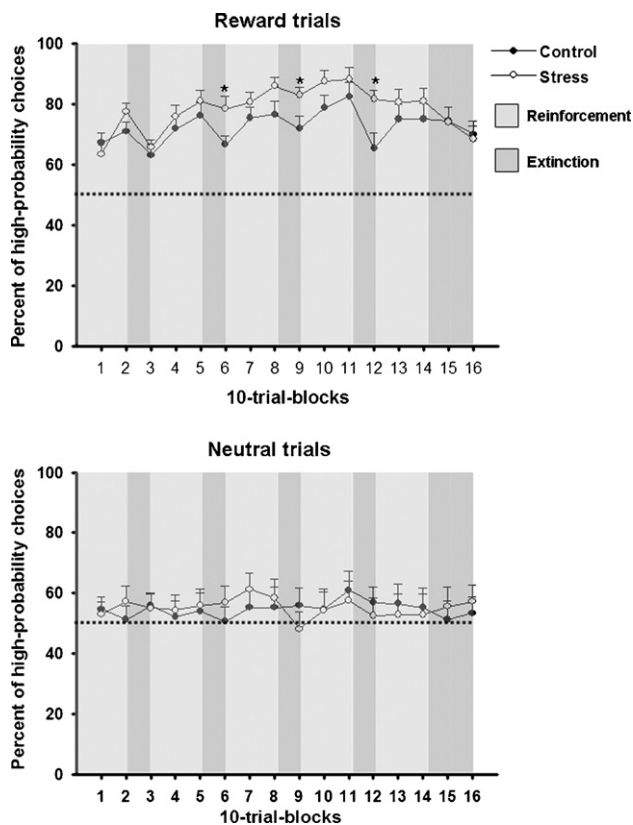 Reward trials
Percent of high-probability choices
100
80
60
40
20
0
* * *
1 2 3 4 5 6 7 8 9 10 11 12 13 14 15 16
10-trial-blocks
Control
Stress
Reinforcement
Extinction
Neutral trials
Percent of high-probability choices
100
80
60
40
20
0
1 2 3 4 5 6 7 8 9 10 11 12 13 14 15 16
10-trial-blocks